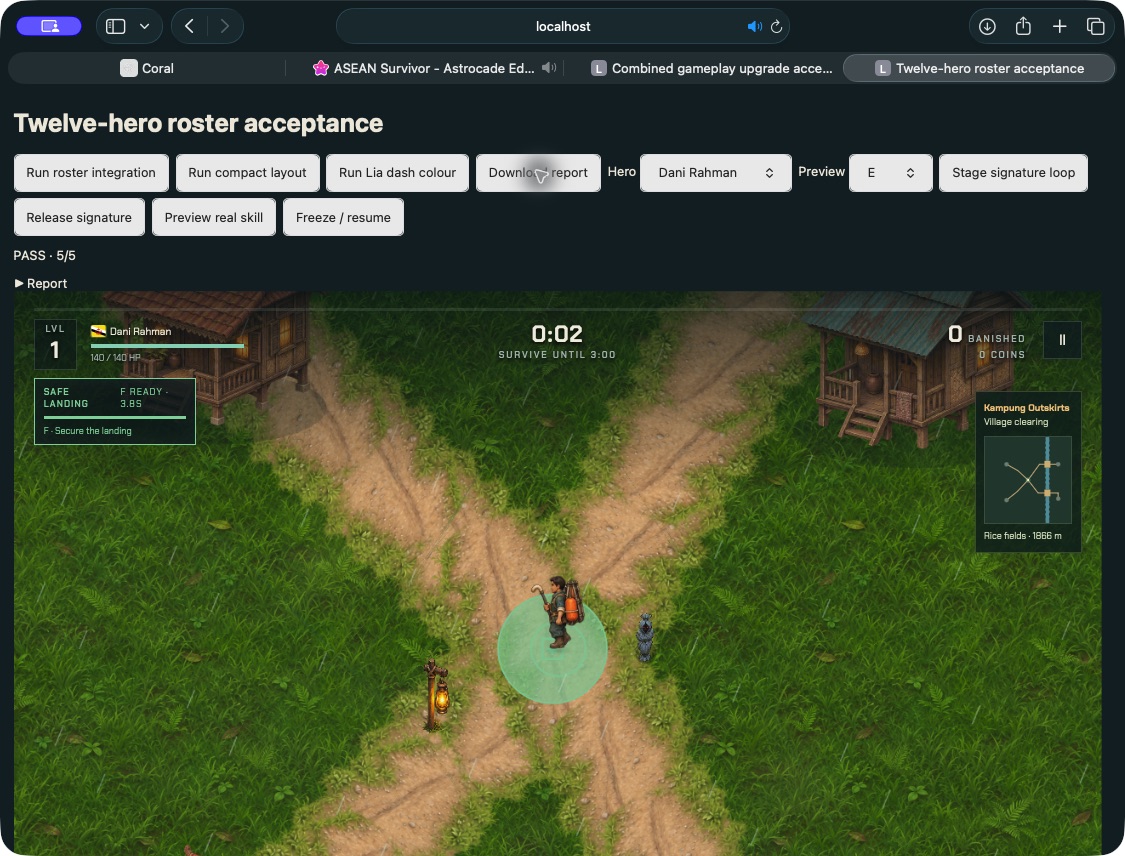 localhost
Coral
ASEAN Survivor - Astrocade Ed...
L Combined gameplay upgrade acce...
L Twelve-hero roster acceptance
Twelve-hero roster acceptance
Run roster integration
Run compact layout
Run Lia dash colour
Download report
Hero
Dani Rahman
Preview
E
Stage signature loop
Release signature
Preview real skill
Freeze / resume
PASS · 5/5
Report
LVL
1
Dani Rahman
140 / 140 HP
0:02
SURVIVE UNTIL 3:00
0 BANISHED
0 COINS
SAFE LANDING
F READY · 3.8S
F · Secure the landing
Kampung Outskirts
Village clearing
Rice fields · 1866 m